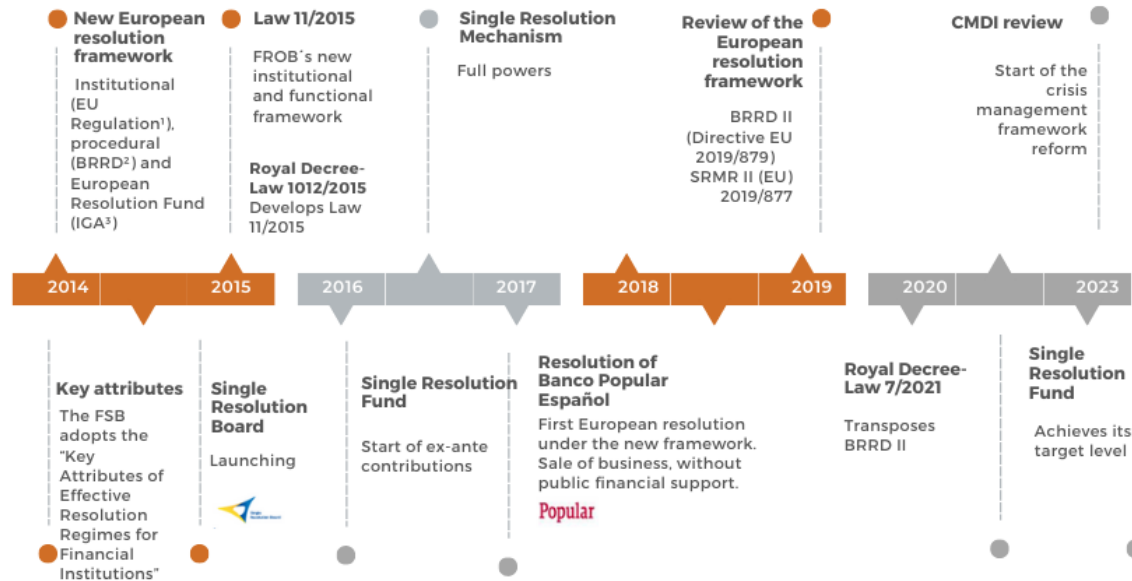 New European
resolution
framework
Institutional
(EU
Regulation¹),
procedural
(BRRD²) and
European
Resolution Fund
(IGA³)
Law 11/2015
FROB´s new
institutional
and functional
framework
Royal Decree-
Law 1012/2015
Develops Law
11/2015
Single Resolution
Mechanism
Full powers
Review of the
European
resolution
framework
BRRD II
(Directive EU
2019/879)
SRMR II (EU)
2019/877
CMDI review
Start of the
crisis
management
framework
reform
2014
2015
2016
2017
2018
2019
2020
2023
Key attributes
The FSB
adopts the
"Key
Attributes of
Effective
Resolution
Regimes for
Financial
Institutions"
Single
Resolution
Board
Launching
Single
Resolution Board
Single Resolution
Fund
Start of ex-ante
contributions
Resolution of
Banco Popular
Español
First European resolution
under the new framework.
Sale of business, without
public financial support.
Popular
Royal Decree-
Law 7/2021
Transposes
BRRD II
Single
Resolution
Fund
Achieves its
target level